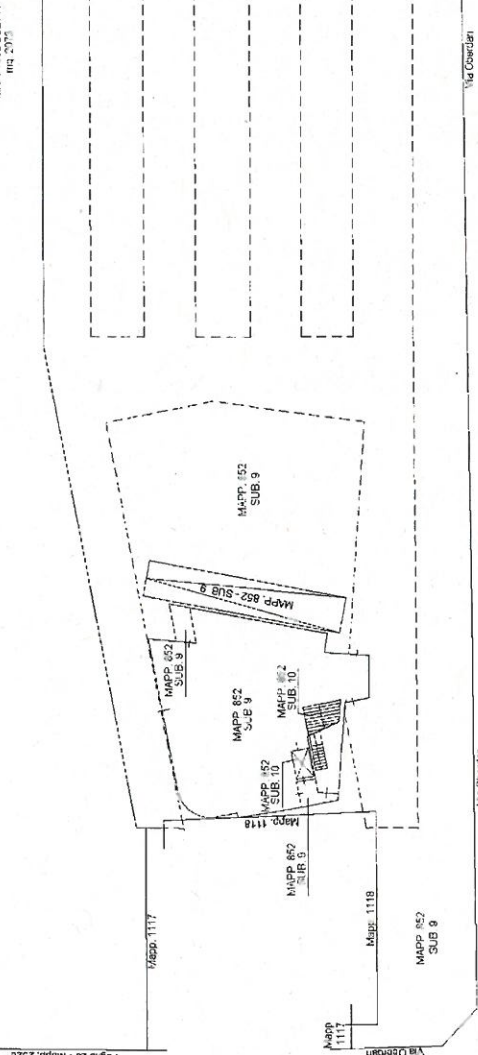 mq. 2073
Via Oberdan
MAPP. 852
SUB. 9
MAPP. 852 - SUB. 9
MAPP. 852
SUB. 9
MAPP. 852
SUB. 9
MAPP. 852
SUB. 10
MAPP. 852
SUB. 10
Mapp. 1118
MAPP. 852
SUB. 9
Mapp. 1117
Mapp. 1118
MAPP. 852
SUB. 9
Mapp.
1117
Via Oberdan